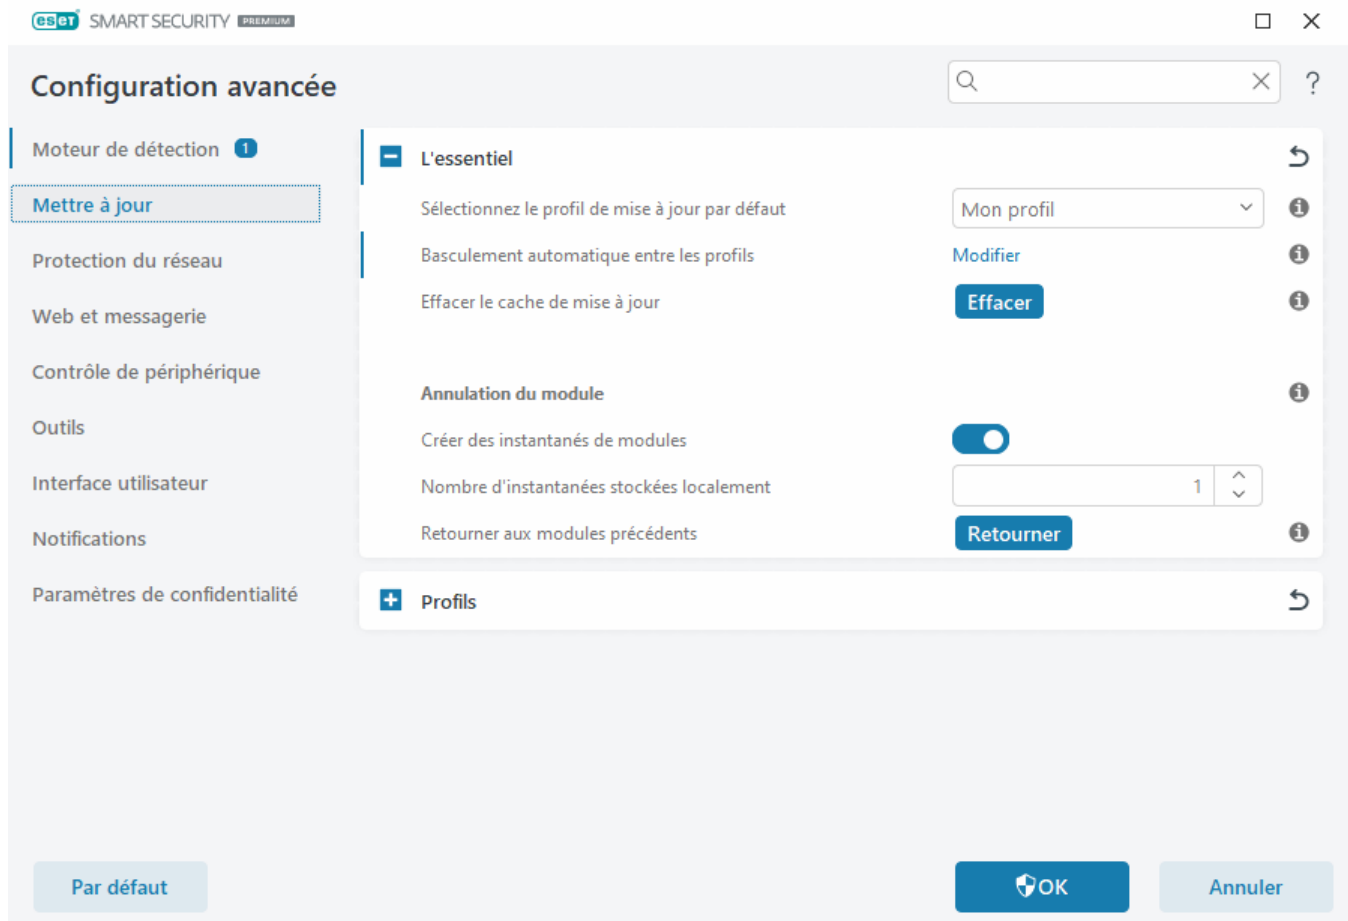 eset SMART SECURITY PREMIUM
Configuration avancée
?
Moteur de détection 1
Mettre à jour
Protection du réseau
Web et messagerie
Contrôle de périphérique
Outils
Interface utilisateur
Notifications
Paramètres de confidentialité
L'essentiel
Sélectionnez le profil de mise à jour par défaut Mon profil
Basculement automatique entre les profils Modifier
Effacer le cache de mise à jour Effacer
Annulation du module
Créer des instantanés de modules
Nombre d'instantanées stockées localement 1
Retourner aux modules précédents Retourner
Profils
Par défaut OK Annuler